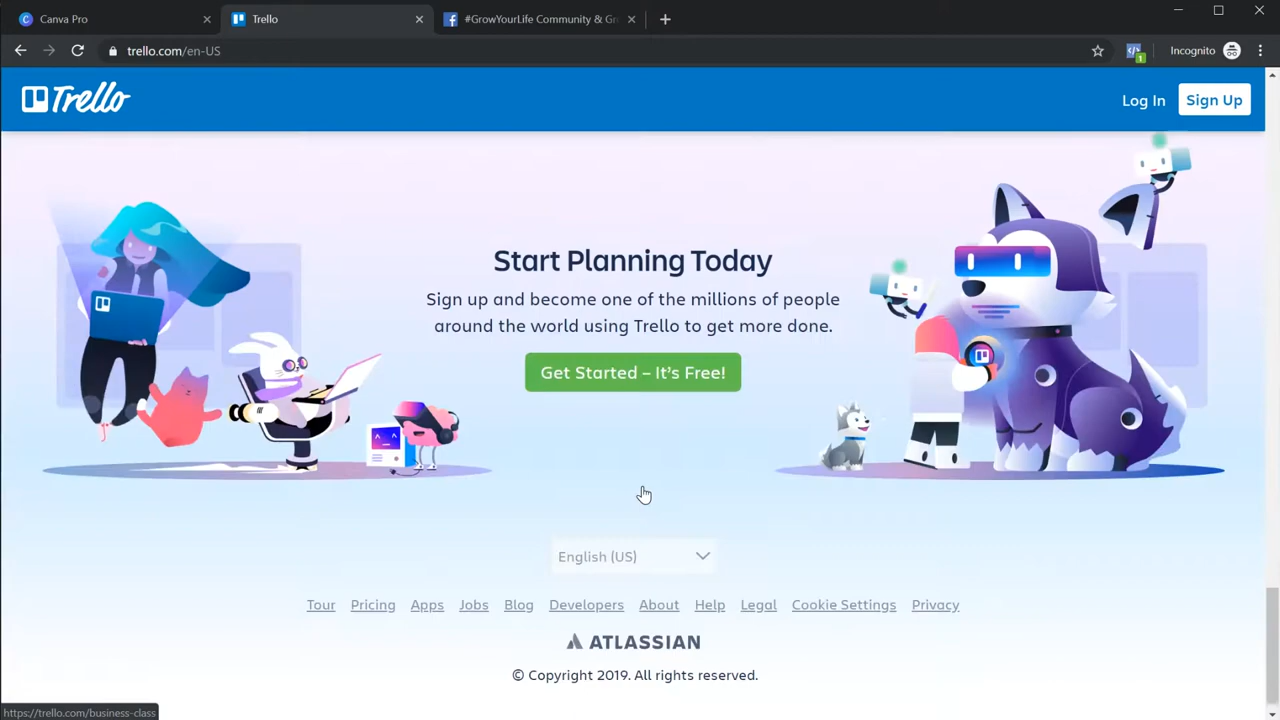 Canva Pro
Trello
#GrowYourLife Community & Gr
trello.com/en-US
1
Incognito
Trello
Log In
Sign Up
Start Planning Today
Sign up and become one of the millions of people
around the world using Trello to get more done.
Get Started – It's Free!
English (US)
Tour Pricing Apps Jobs Blog Developers About Help Legal Cookie Settings Privacy
ATLASSIAN
© Copyright 2019. All rights reserved.
https://trello.com/business-class